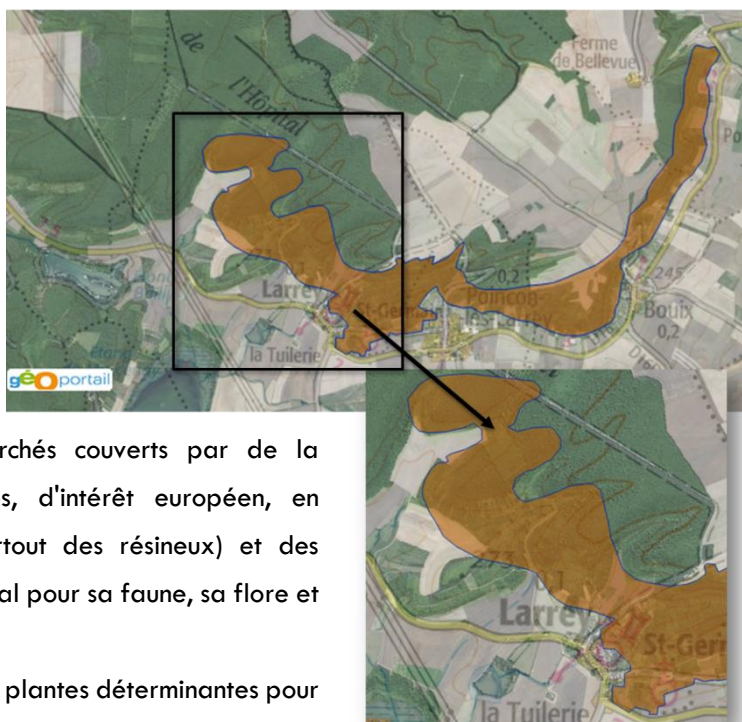 Ferme
de Bellevue
de
l'Hôpital
Larrey
St-Germain
0,2
Poinçon-
lès-Larrey
245
Bouix
0,2
la Tuilerie
géoportail
rchés couverts par de la
s, d'intérêt européen, en
rtout des résineux) et des
al pour sa faune, sa flore et
plantes déterminantes pour
273
Larrey
St-Ger
la Tuilerie